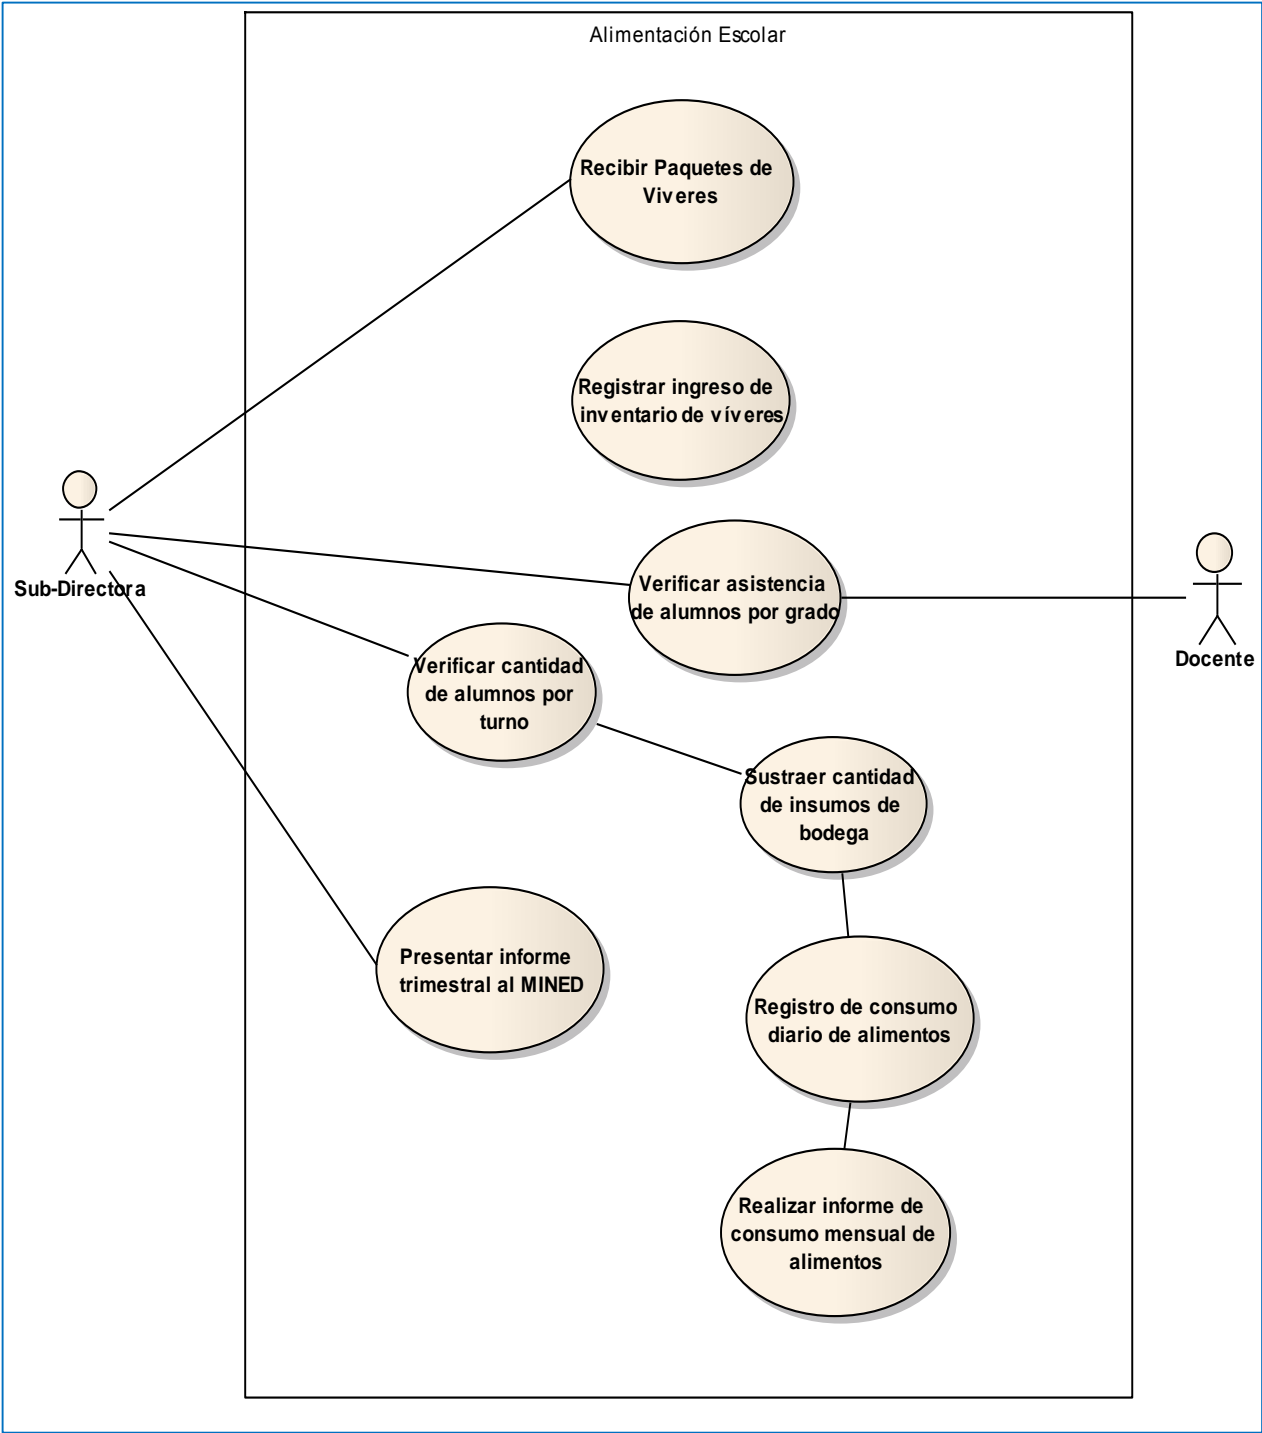 Alimentación Escolar
Recibir Paquetes de
Viveres
Registrar ingreso de
inventario de víveres
Sub-Directora
Verificar asistencia
de alumnos por grado
Docente
Verificar cantidad
de alumnos por
turno
Sustraer cantidad
de insumos de
bodega
Presentar informe
trimestral al MINED
Registro de consumo
diario de alimentos
Realizar informe de
consumo mensual de
alimentos